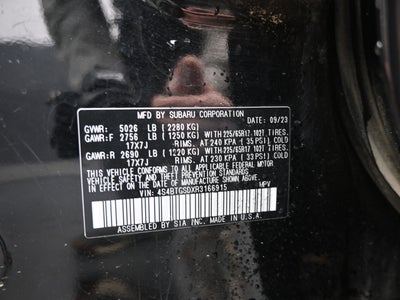 MFD BY SUBARU CORPORATION 09/23
GVWR: 5026 LB (2280 KG)
GAWR:F 2756 LB (1250 KG) WITH 225/65R17 102T TIRES,
17X7J -RIMS, AT 240 KPA ( 35 PSI) COLD
GAWR:R 2690 LB (1220 KG) WITH 225/65R17 102T TIRES,
17X7J -RIMS, AT 230 KPA ( 33 PSI) COLD
THIS VEHICLE CONFORMS TO ALL APPLICABLE FEDERAL MOTOR
VEHICLE SAFETY, BUMPER, AND THEFT PREVENTION STANDARDS IN
EFFECT ON THE DATE OF MANUFACTURE SHOWN ABOVE.
VEHICLE IDENT.: 4S4BTGSDXR3166915 MPV
ASSEMBLED BY SIA INC. MADE IN U.S.A.